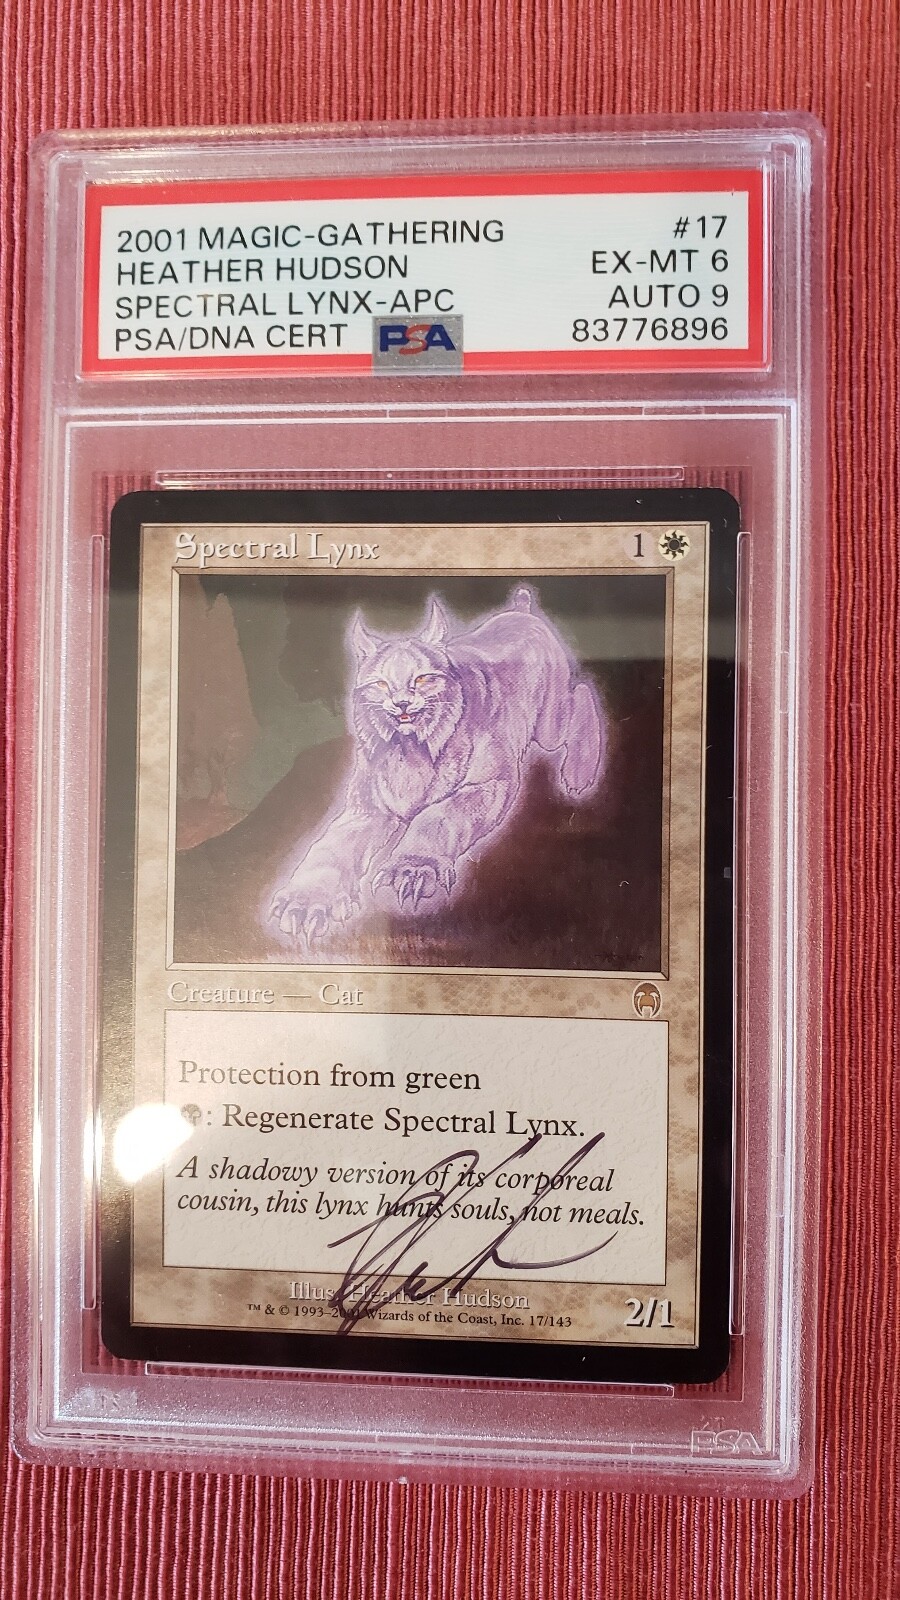 2001 MAGIC-GATHERING #17
HEATHER HUDSON EX-MT 6
SPECTRAL LYNX-APC AUTO 9
PSA/DNA CERT PSA 83776896
Spectral Lynx 1
Creature — Cat
Protection from green
: Regenerate Spectral Lynx.
A shadowy version of its corporeal
cousin, this lynx hunts souls, not meals.
Illus. Heather Hudson
™ & © 1993–2001 Wizards of the Coast, Inc. 17/143
2/1
PSA